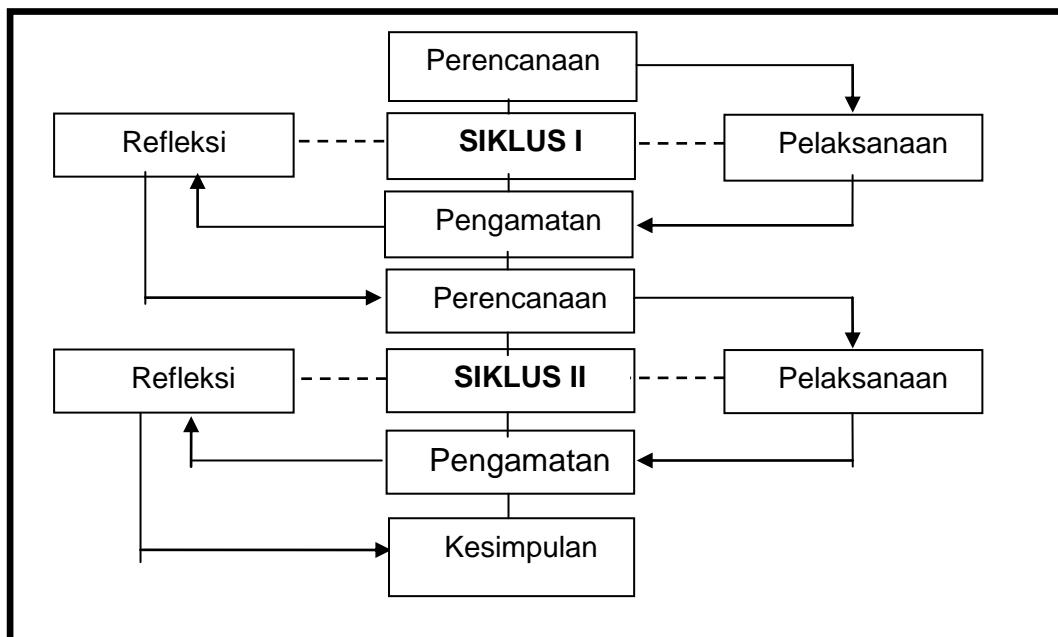 Perencanaan
Refleksi
SIKLUS I
Pelaksanaan
Pengamatan
Perencanaan
Refleksi
SIKLUS II
Pelaksanaan
Pengamatan
Kesimpulan